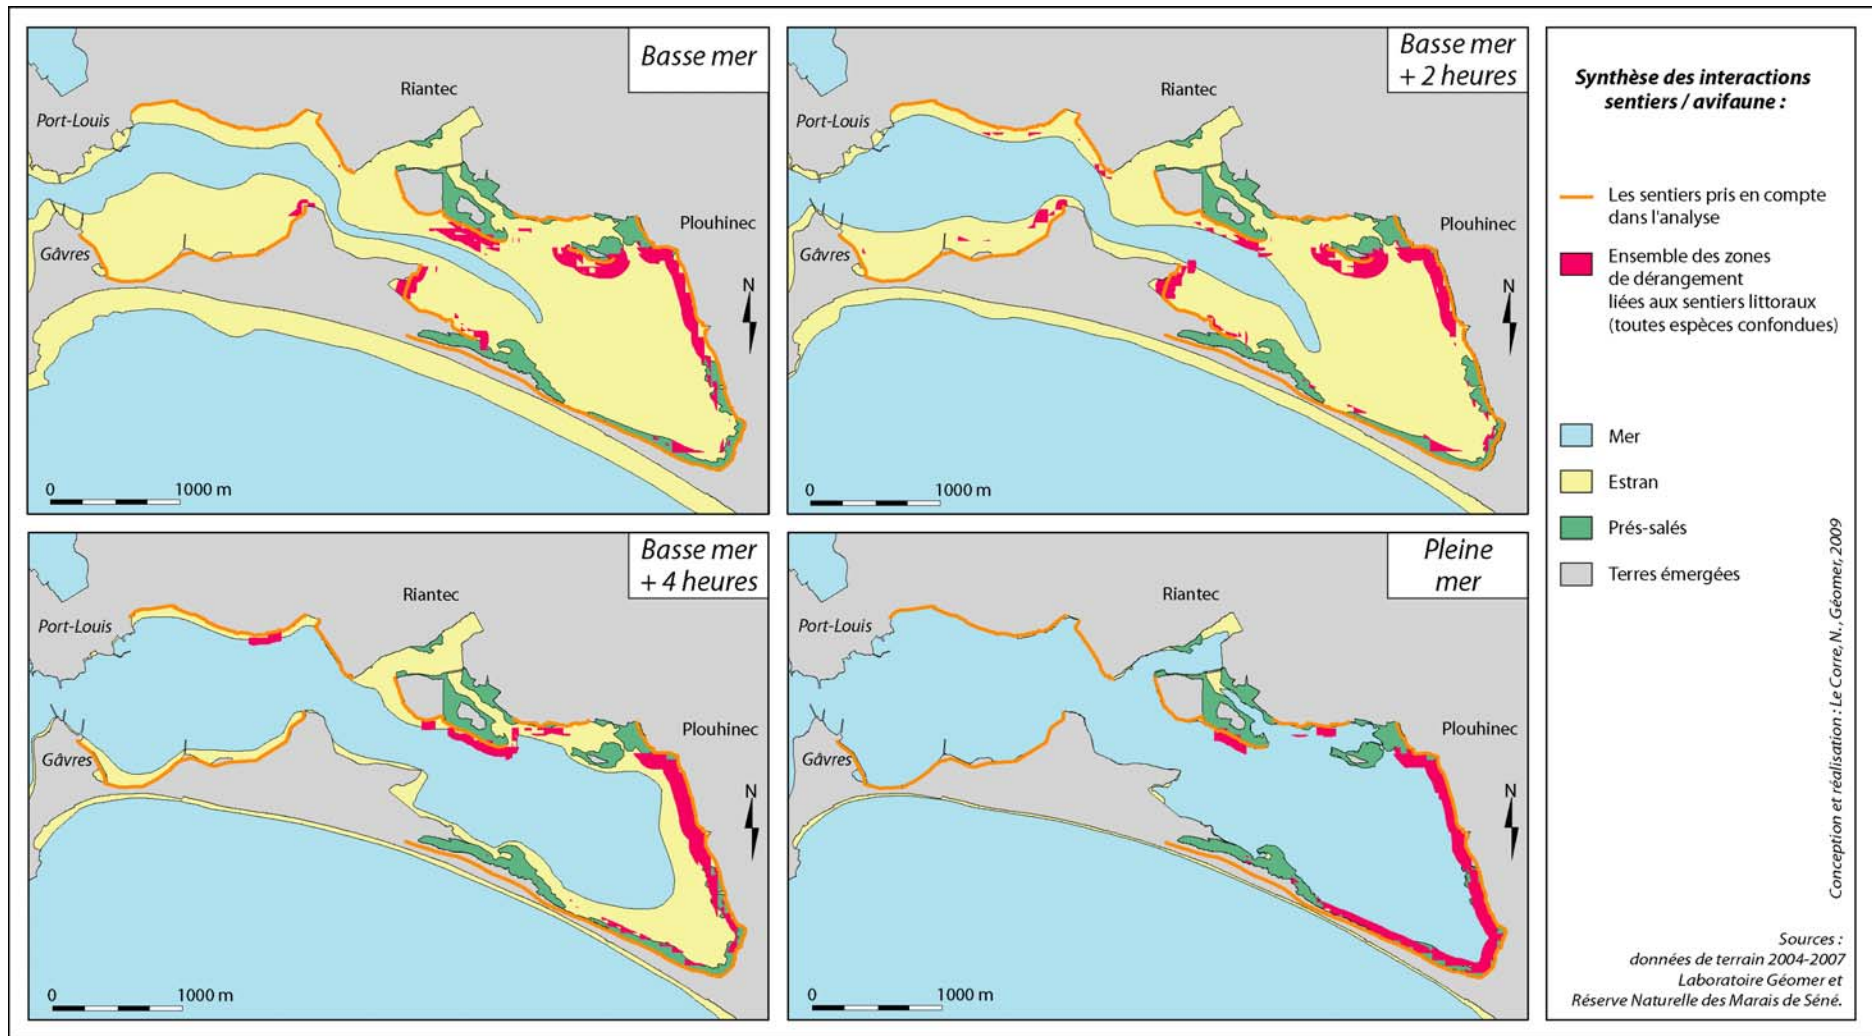 Basse mer
Riantec
Port-Louis
Plouhinec
Gâvres
N
0 1000 m
Basse mer
+ 2 heures
Riantec
Port-Louis
Plouhinec
Gâvres
N
0 1000 m
Basse mer
+ 4 heures
Riantec
Port-Louis
Plouhinec
Gâvres
N
0 1000 m
Pleine
mer
Riantec
Port-Louis
Plouhinec
Gâvres
N
0 1000 m
Synthèse des interactions
sentiers / avifaune :
Les sentiers pris en compte
dans l'analyse
Ensemble des zones
de dérangement
liées aux sentiers littoraux
(toutes espèces confondues)
Mer
Estran
Prés-salés
Terres émergées
Conception et réalisation : Le Corre, N., Géomer, 2009
Sources :
données de terrain 2004-2007
Laboratoire Géomer et
Réserve Naturelle des Marais de Séné.